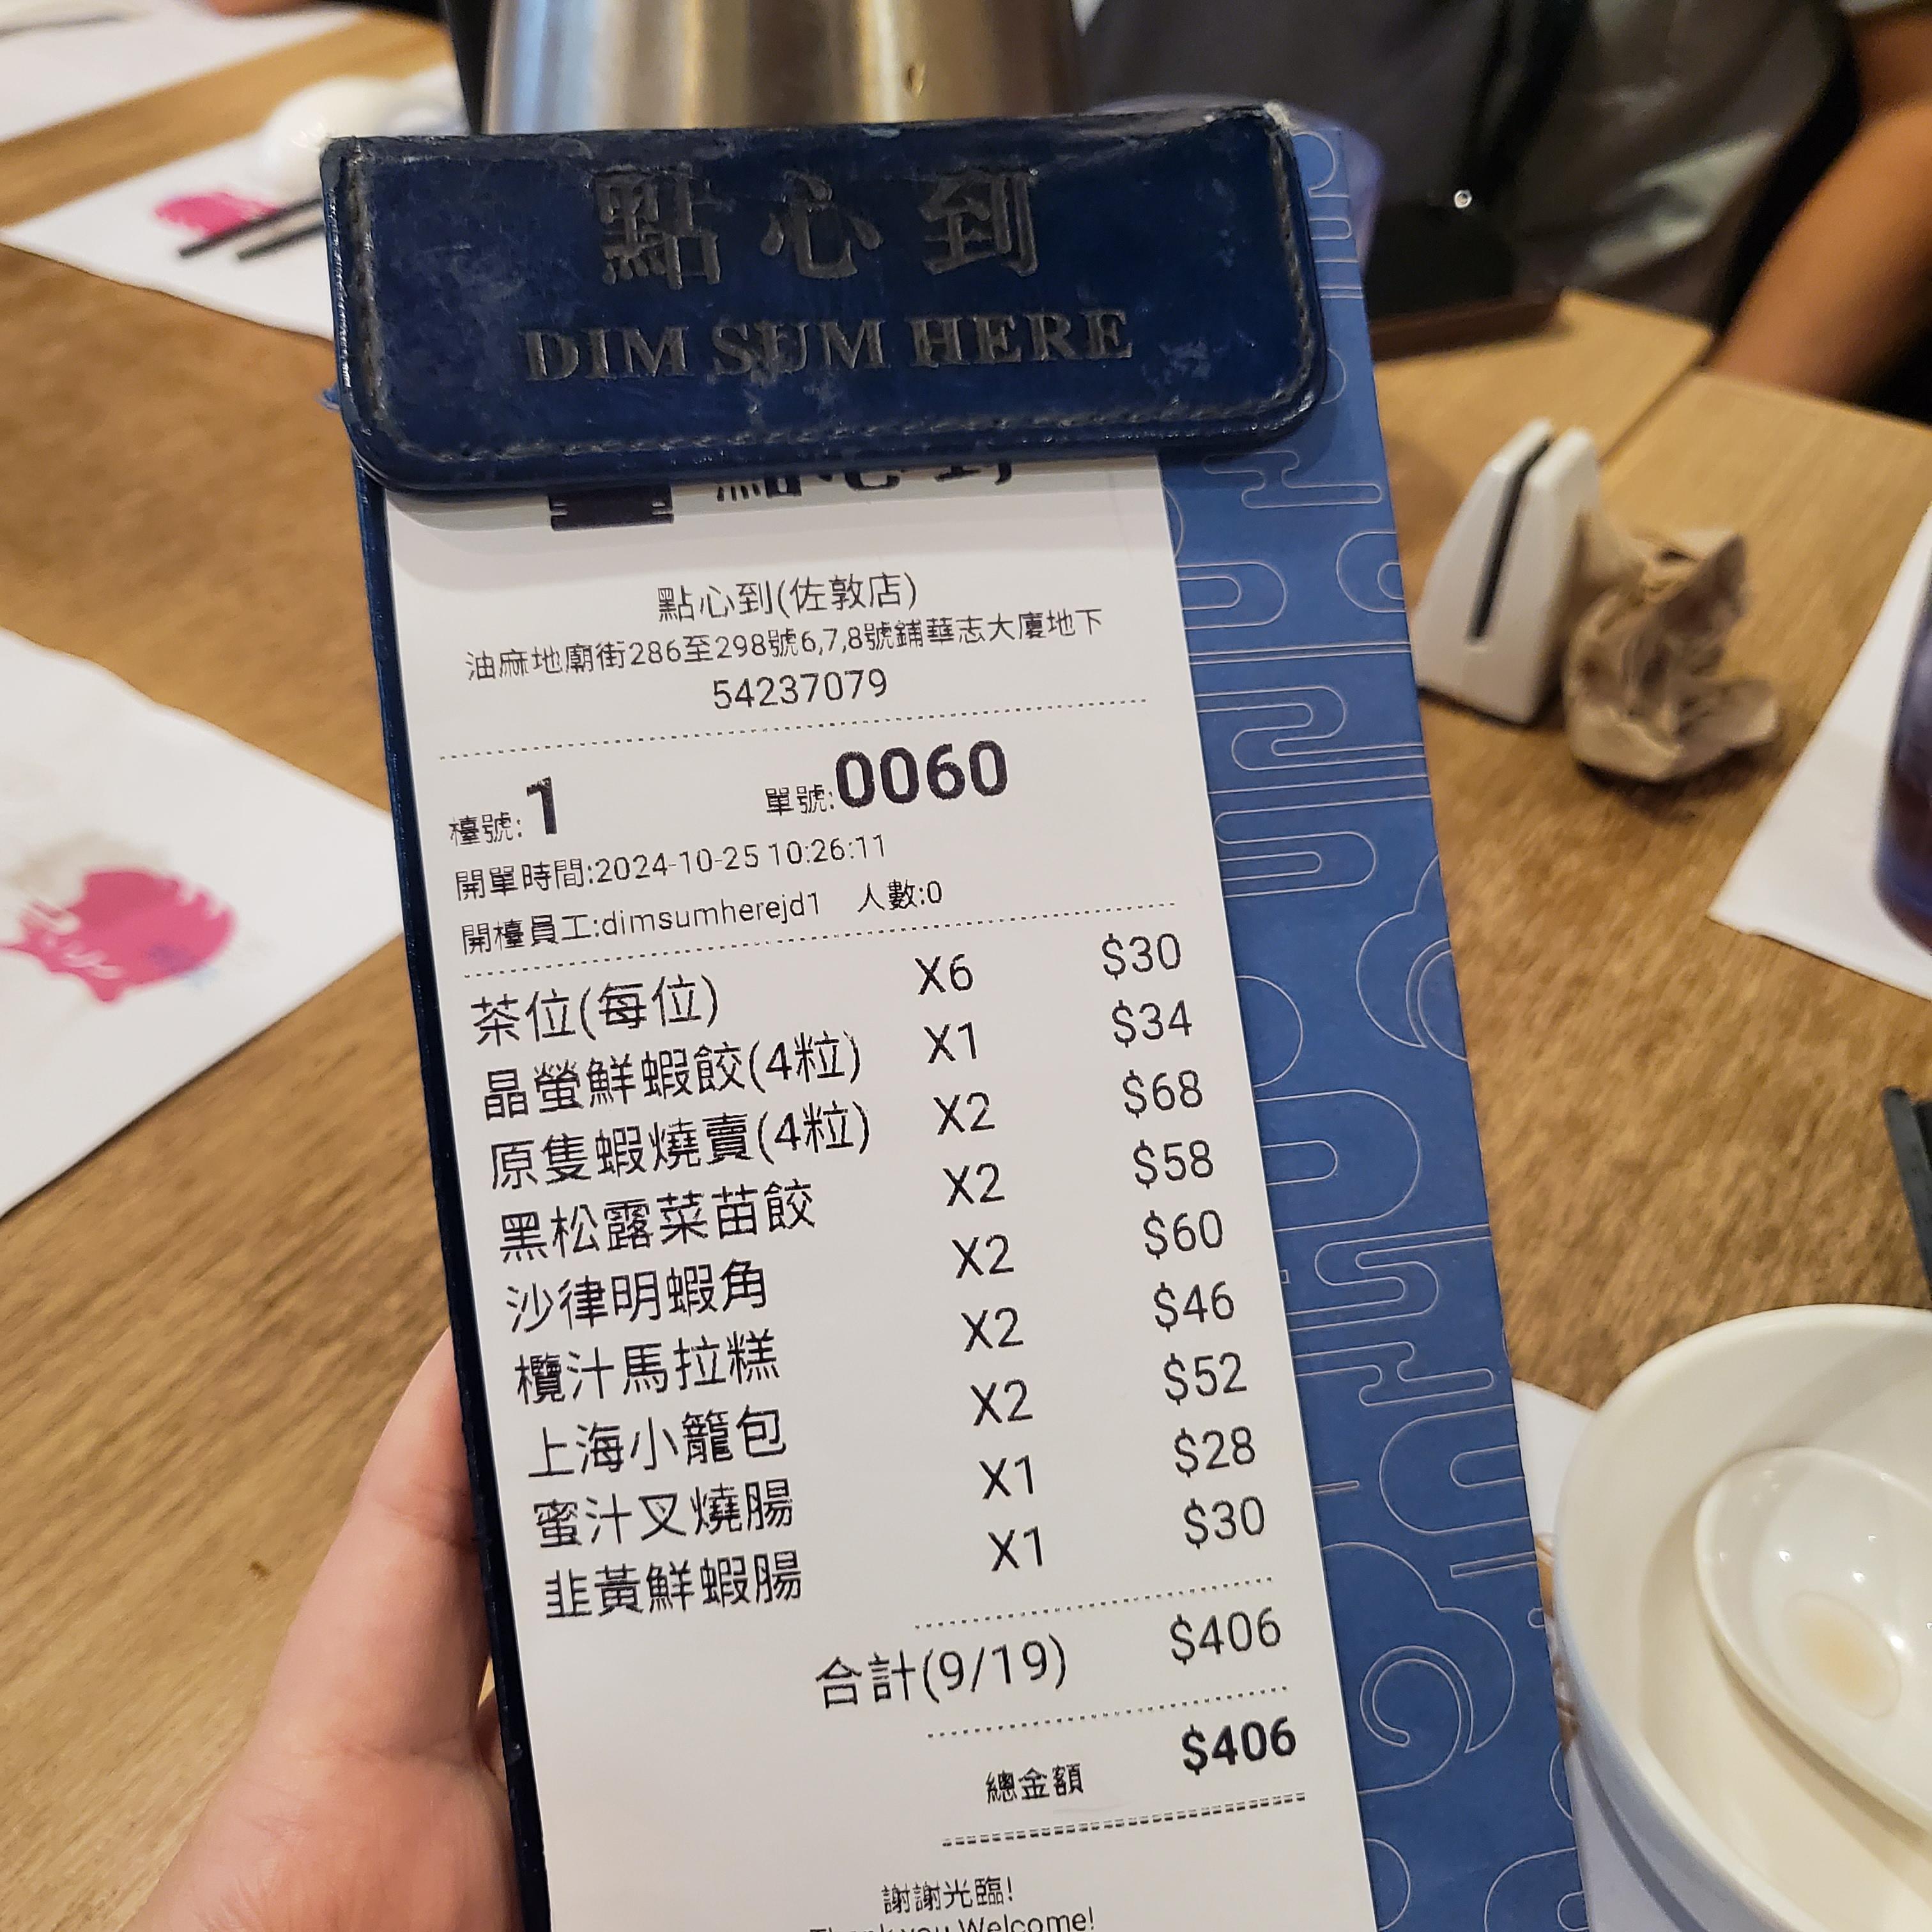 點心到
DIM SUM HERE
點心到
點心到(佐敦店)
油麻地廟街286至298號6,7,8號鋪華志大廈地下
54237079
檯號:1 單號:0060
開單時間:2024-10-25 10:26:11
開檯員工:dimsumherejd1 人數:0
茶位(每位) X6 $30
晶螢鮮蝦餃(4粒) X1 $34
原隻蝦燒賣(4粒) X2 $68
黑松露菜苗餃 X2 $58
沙律明蝦角 X2 $60
欖汁馬拉糕 X2 $46
上海小籠包 X2 $52
蜜汁叉燒腸 X1 $28
韭黃鮮蝦腸 X1 $30
合計(9/19) $406
總金額 $406
謝謝光臨!
Thank you Welcome!